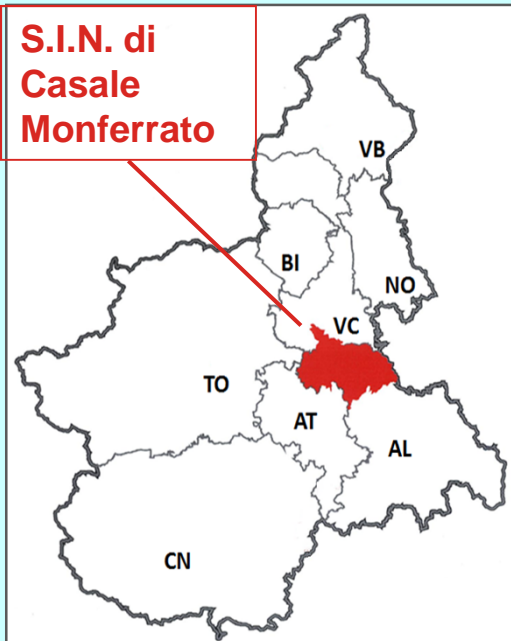 S.I.N. di
Casale
Monferrato
VB
BI
NO
VC
TO
AT
AL
CN